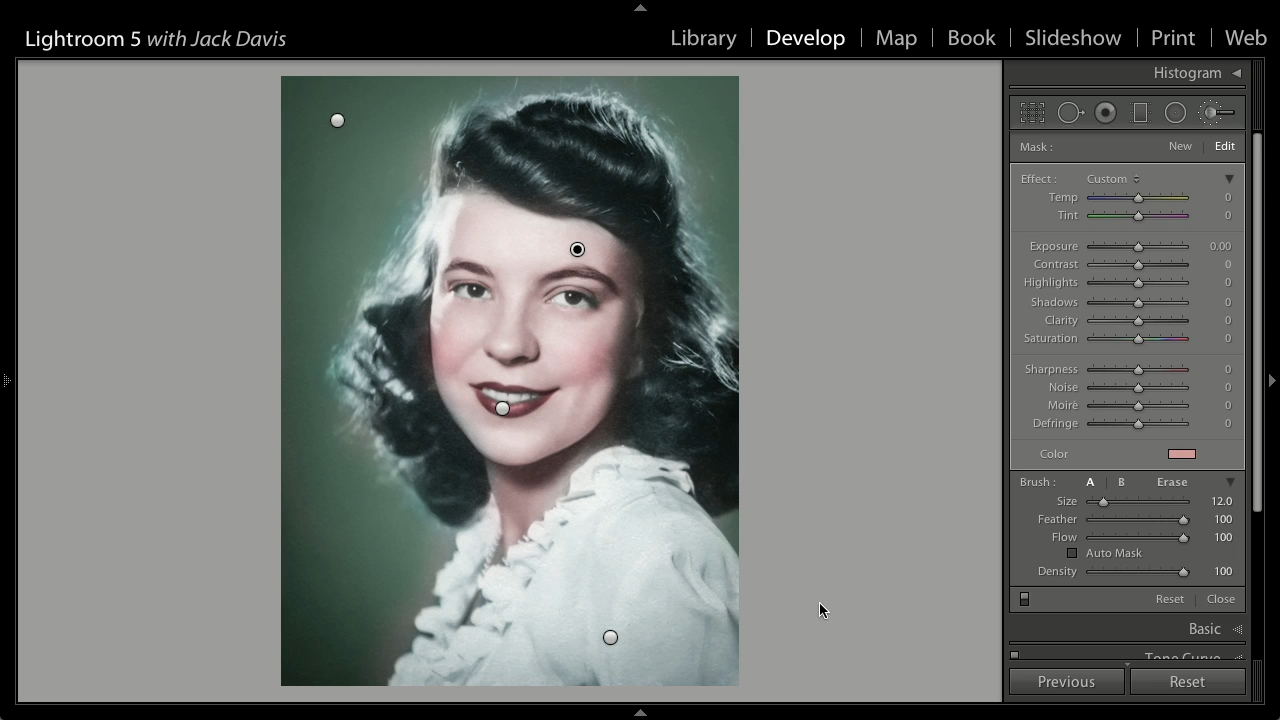 Lightroom 5 with Jack Davis
Library | Develop | Map | Book | Slideshow | Print | Web
Histogram
Mask : New | Edit
Effect : Custom
Temp 0
Tint 0
Exposure 0.00
Contrast 0
Highlights 0
Shadows 0
Clarity 0
Saturation 0
Sharpness 0
Noise 0
Moiré 0
Defringe 0
Color
Brush : A | B Erase
Size 12.0
Feather 100
Flow 100
Auto Mask
Density 100
Reset | Close
Basic
Tone Curve
Previous Reset